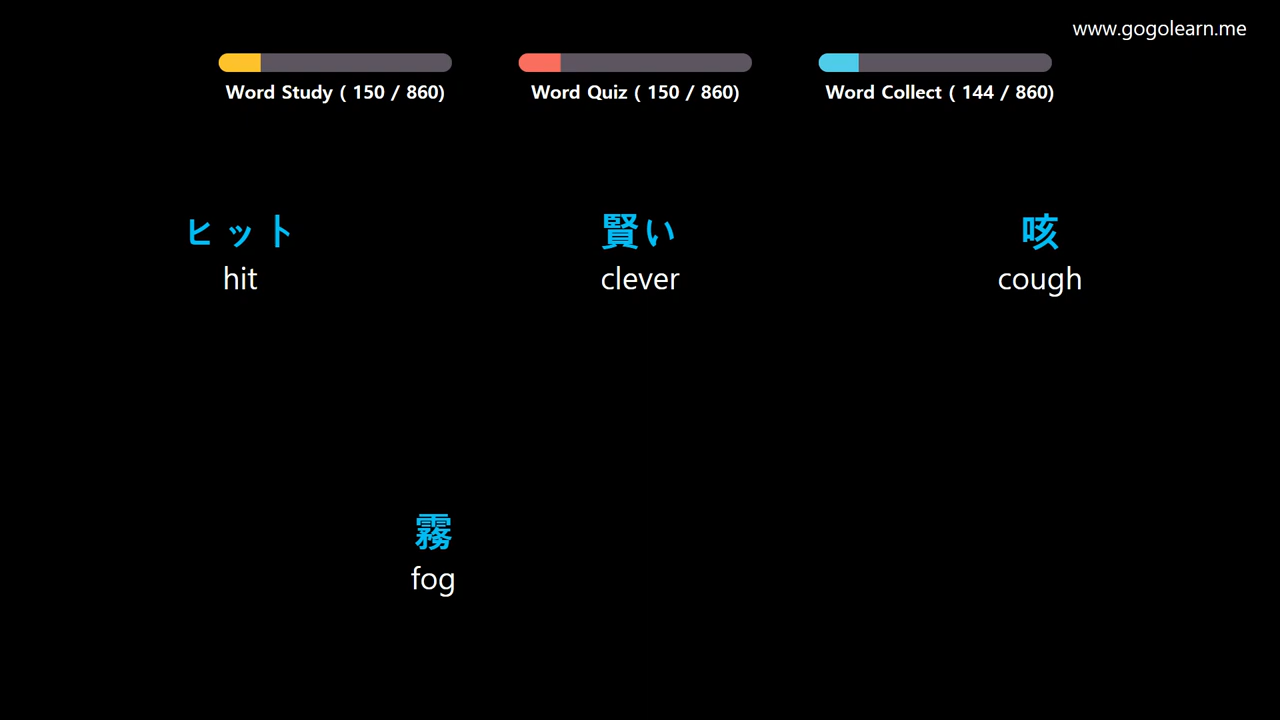 www.gogolearn.me
Word Study ( 150 / 860)
Word Quiz ( 150 / 860)
Word Collect ( 144 / 860)
ヒット
hit
賢い
clever
咳
cough
霧
fog